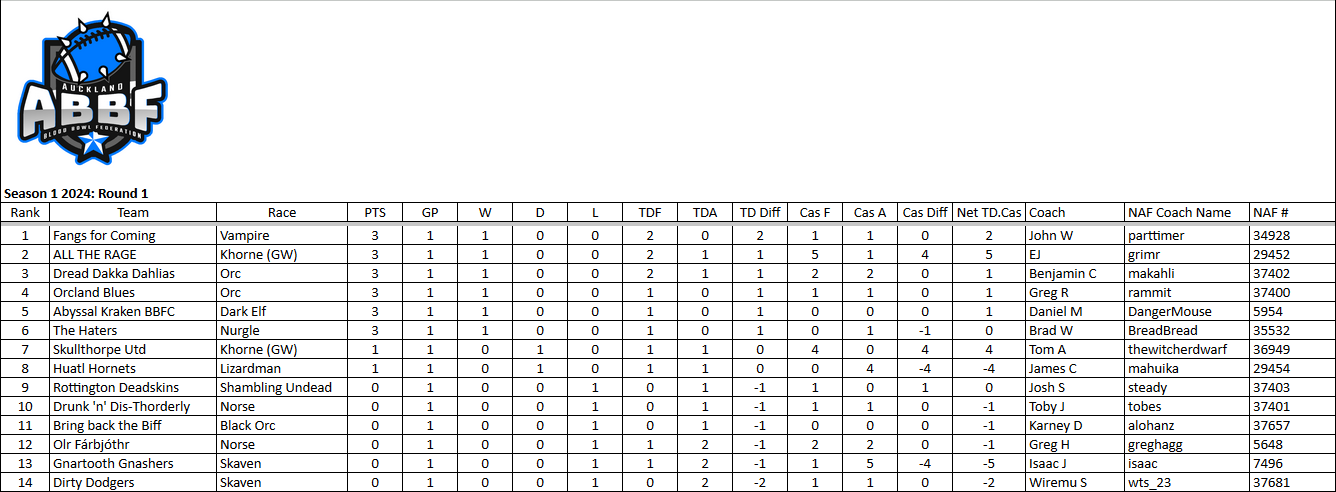 AUCKLAND
ABBF
BLOOD BOWL FEDERATION
Season 1 2024: Round 1
Rank Team Race PTS GP W D L TDF TDA TD Diff Cas F Cas A Cas Diff Net TD.Cas Coach NAF Coach Name NAF #
1 Fangs for Coming Vampire 3 1 1 0 0 2 0 2 1 1 0 2 John W parttimer 34928
2 ALL THE RAGE Khorne (GW) 3 1 1 0 0 2 1 1 5 1 4 5 EJ grimr 29452
3 Dread Dakka Dahlias Orc 3 1 1 0 0 2 1 1 2 2 0 1 Benjamin C makahli 37402
4 Orcland Blues Orc 3 1 1 0 0 1 0 1 1 1 0 1 Greg R rammit 37400
5 Abyssal Kraken BBFC Dark Elf 3 1 1 0 0 1 0 1 0 0 0 1 Daniel M DangerMouse 5954
6 The Haters Nurgle 3 1 1 0 0 1 0 1 0 1 -1 0 Brad W BreadBread 35532
7 Skullthorpe Utd Khorne (GW) 1 1 0 1 0 1 1 0 4 0 4 4 Tom A thewitcherdwarf 36949
8 Huatl Hornets Lizardman 1 1 0 1 0 1 1 0 0 4 -4 -4 James C mahuika 29454
9 Rottington Deadskins Shambling Undead 0 1 0 0 1 0 1 -1 1 0 1 0 Josh S steady 37403
10 Drunk 'n' Dis-Thorderly Norse 0 1 0 0 1 0 1 -1 1 1 0 -1 Toby J tobes 37401
11 Bring back the Biff Black Orc 0 1 0 0 1 0 1 -1 0 0 0 -1 Karney D alohanz 37657
12 Olr Fárbjóthr Norse 0 1 0 0 1 1 2 -1 2 2 0 -1 Greg H greghagg 5648
13 Gnartooth Gnashers Skaven 0 1 0 0 1 1 2 -1 1 5 -4 -5 Isaac J isaac 7496
14 Dirty Dodgers Skaven 0 1 0 0 1 0 2 -2 1 1 0 -2 Wiremu S wts_23 37681